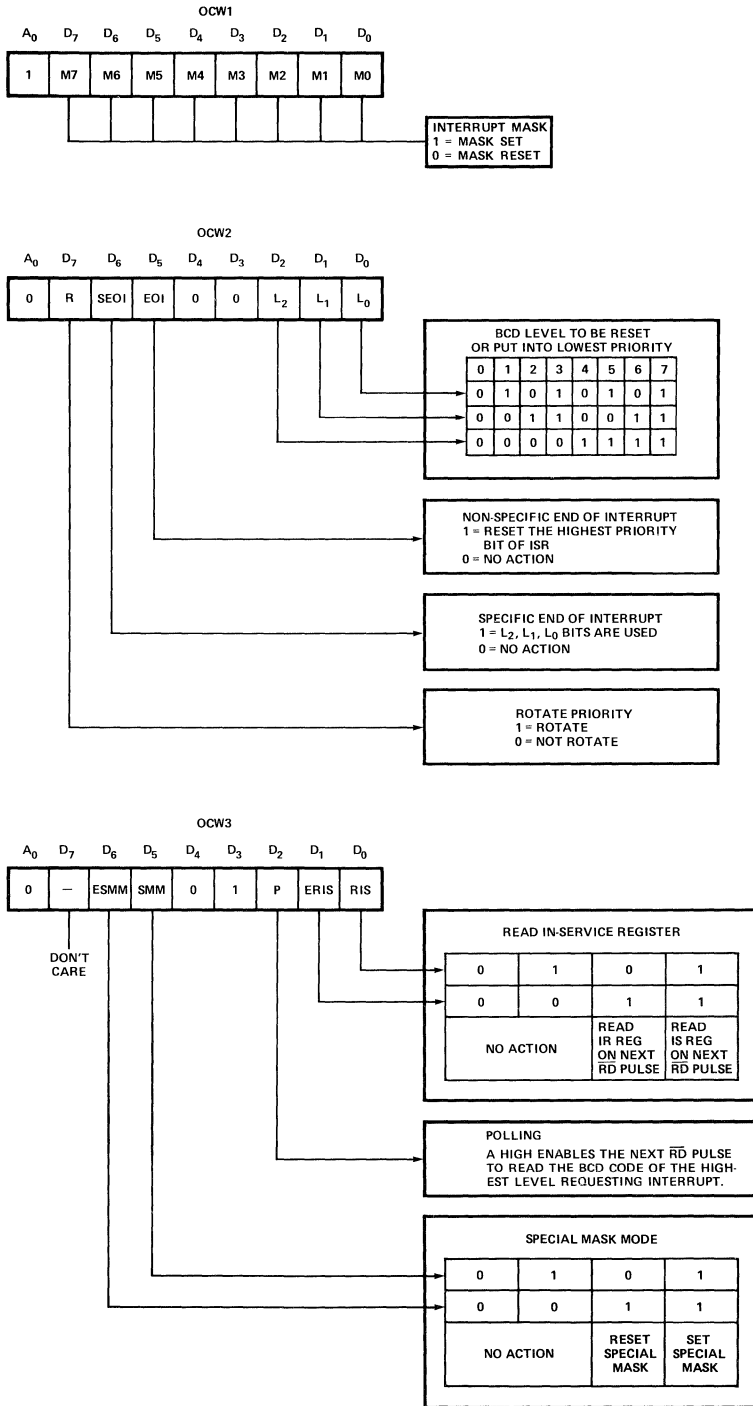 OCW1
A0 D7 D6 D5 D4 D3 D2 D1 D0
1 M7 M6 M5 M4 M3 M2 M1 M0
INTERRUPT MASK
1 = MASK SET
0 = MASK RESET
OCW2
A0 D7 D6 D5 D4 D3 D2 D1 D0
0 R SEOI EOI 0 0 L2 L1 L0
BCD LEVEL TO BE RESET
OR PUT INTO LOWEST PRIORITY
0 1 2 3 4 5 6 7
0 1 0 1 0 1 0 1
0 0 1 1 0 0 1 1
0 0 0 0 1 1 1 1
NON-SPECIFIC END OF INTERRUPT
1 = RESET THE HIGHEST PRIORITY
BIT OF ISR
0 = NO ACTION
SPECIFIC END OF INTERRUPT
1 = L2, L1, L0 BITS ARE USED
0 = NO ACTION
ROTATE PRIORITY
1 = ROTATE
0 = NOT ROTATE
OCW3
A0 D7 D6 D5 D4 D3 D2 D1 D0
0 — ESMM SMM 0 1 P ERIS RIS
DON'T
CARE
READ IN-SERVICE REGISTER
0 1 0 1
0 0 1 1
NO ACTION
READ
IR REG
ON NEXT
RD PULSE
READ
IS REG
ON NEXT
RD PULSE
POLLING
A HIGH ENABLES THE NEXT RD PULSE
TO READ THE BCD CODE OF THE HIGH-
EST LEVEL REQUESTING INTERRUPT.
SPECIAL MASK MODE
0 1 0 1
0 0 1 1
NO ACTION
RESET
SPECIAL
MASK
SET
SPECIAL
MASK